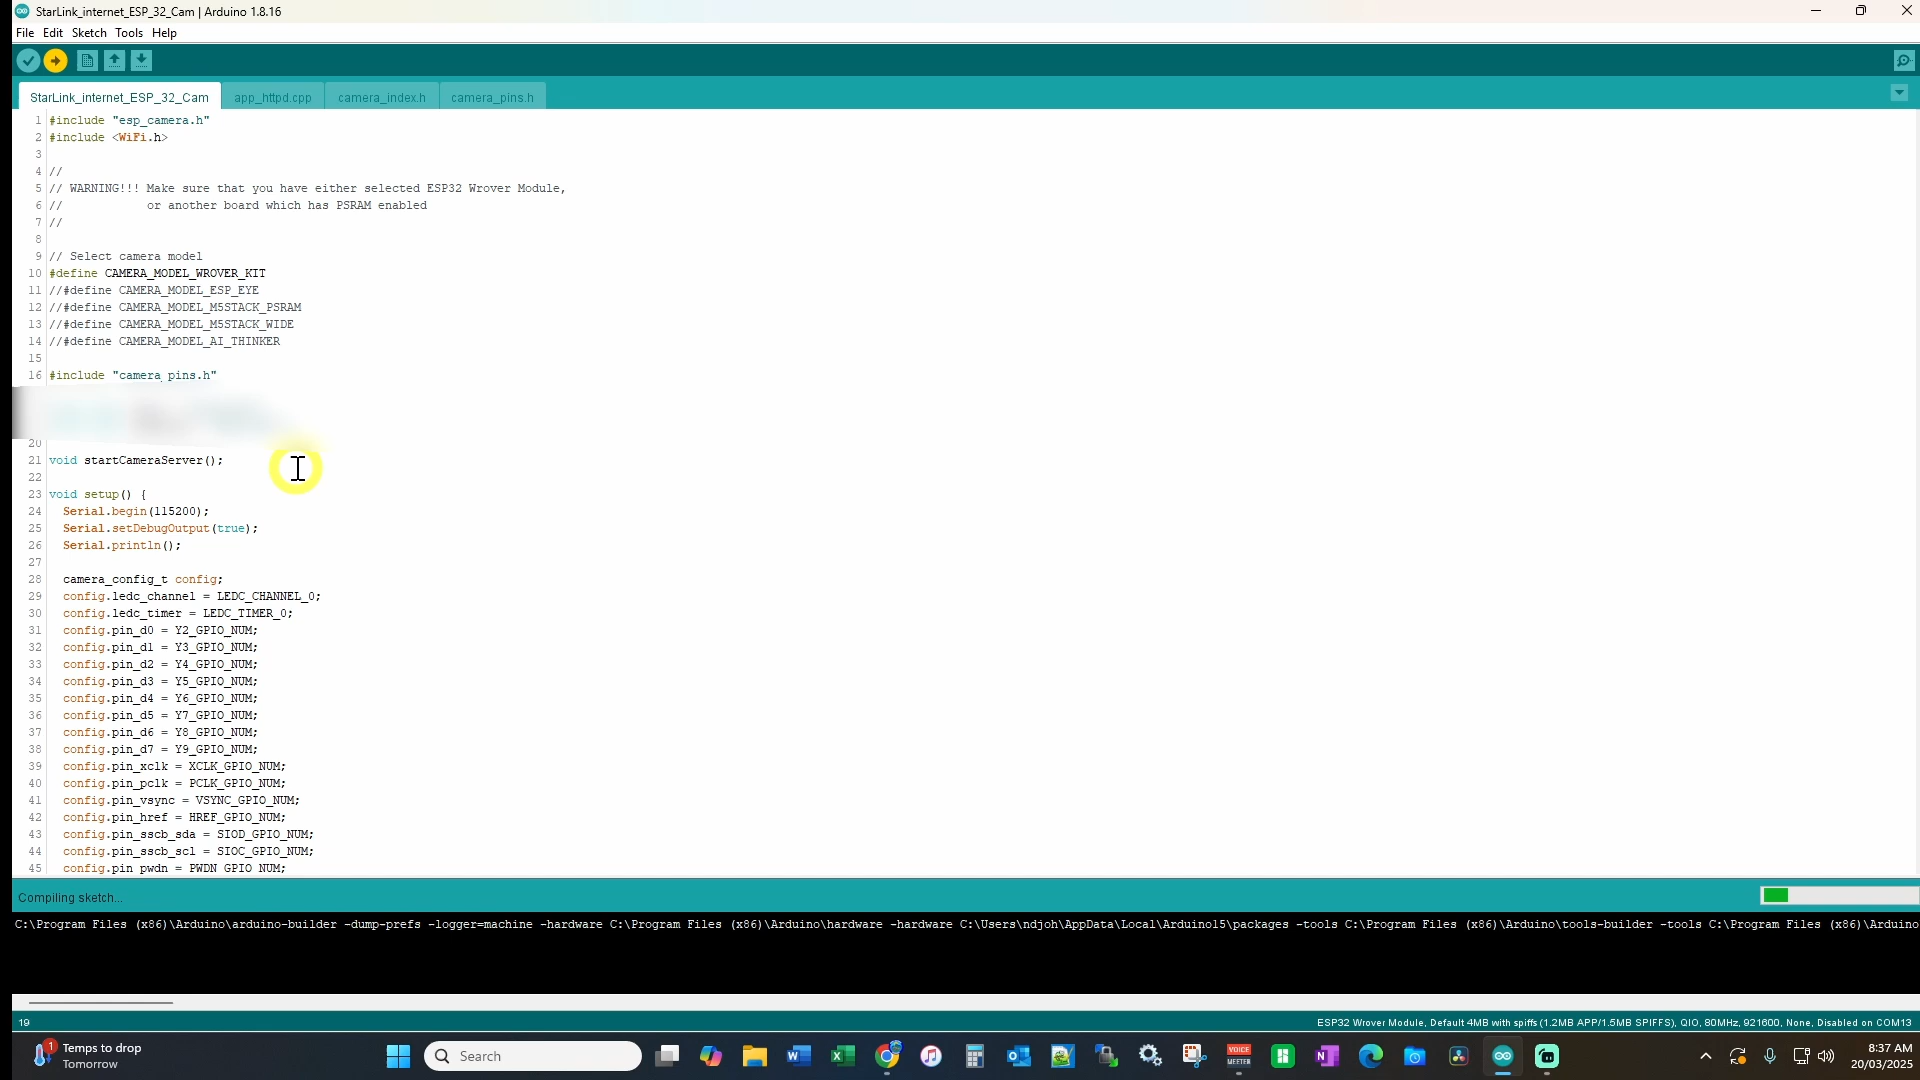 StarLink_internet_ESP_32_Cam | Arduino 1.8.16
File Edit Sketch Tools Help
StarLink_internet_ESP_32_Cam app_httpd.cpp camera_index.h camera_pins.h
1 #include "esp_camera.h"
2 #include <WiFi.h>
3
4 //
5 // WARNING!!! Make sure that you have either selected ESP32 Wrover Module,
6 // or another board which has PSRAM enabled
7 //
8
9 // Select camera model
10 #define CAMERA_MODEL_WROVER_KIT
11 //#define CAMERA_MODEL_ESP_EYE
12 //#define CAMERA_MODEL_M5STACK_PSRAM
13 //#define CAMERA_MODEL_M5STACK_WIDE
14 //#define CAMERA_MODEL_AI_THINKER
15
16 #include "camera_pins.h"
20
21 void startCameraServer();
22
23 void setup() {
24 Serial.begin(115200);
25 Serial.setDebugOutput(true);
26 Serial.println();
27
28 camera_config_t config;
29 config.ledc_channel = LEDC_CHANNEL_0;
30 config.ledc_timer = LEDC_TIMER_0;
31 config.pin_d0 = Y2_GPIO_NUM;
32 config.pin_d1 = Y3_GPIO_NUM;
33 config.pin_d2 = Y4_GPIO_NUM;
34 config.pin_d3 = Y5_GPIO_NUM;
35 config.pin_d4 = Y6_GPIO_NUM;
36 config.pin_d5 = Y7_GPIO_NUM;
37 config.pin_d6 = Y8_GPIO_NUM;
38 config.pin_d7 = Y9_GPIO_NUM;
39 config.pin_xclk = XCLK_GPIO_NUM;
40 config.pin_pclk = PCLK_GPIO_NUM;
41 config.pin_vsync = VSYNC_GPIO_NUM;
42 config.pin_href = HREF_GPIO_NUM;
43 config.pin_sscb_sda = SIOD_GPIO_NUM;
44 config.pin_sscb_scl = SIOC_GPIO_NUM;
45 config.pin_pwdn = PWDN_GPIO_NUM;
Compiling sketch...
C:\Program Files (x86)\Arduino\arduino-builder -dump-prefs -logger=machine -hardware C:\Program Files (x86)\Arduino\hardware -hardware C:\Users\ndjoh\AppData\Local\Arduino15\packages -tools C:\Program Files (x86)\Arduino\tools-builder -tools C:\Program Files (x86)\Arduino
19 ESP32 Wrover Module, Default 4MB with spiffs (1.2MB APP/1.5MB SPIFFS), QIO, 80MHz, 921600, None, Disabled on COM13
1 Temps to drop
Tomorrow
Search
VOICE
MEETER
8:37 AM
20/03/2025